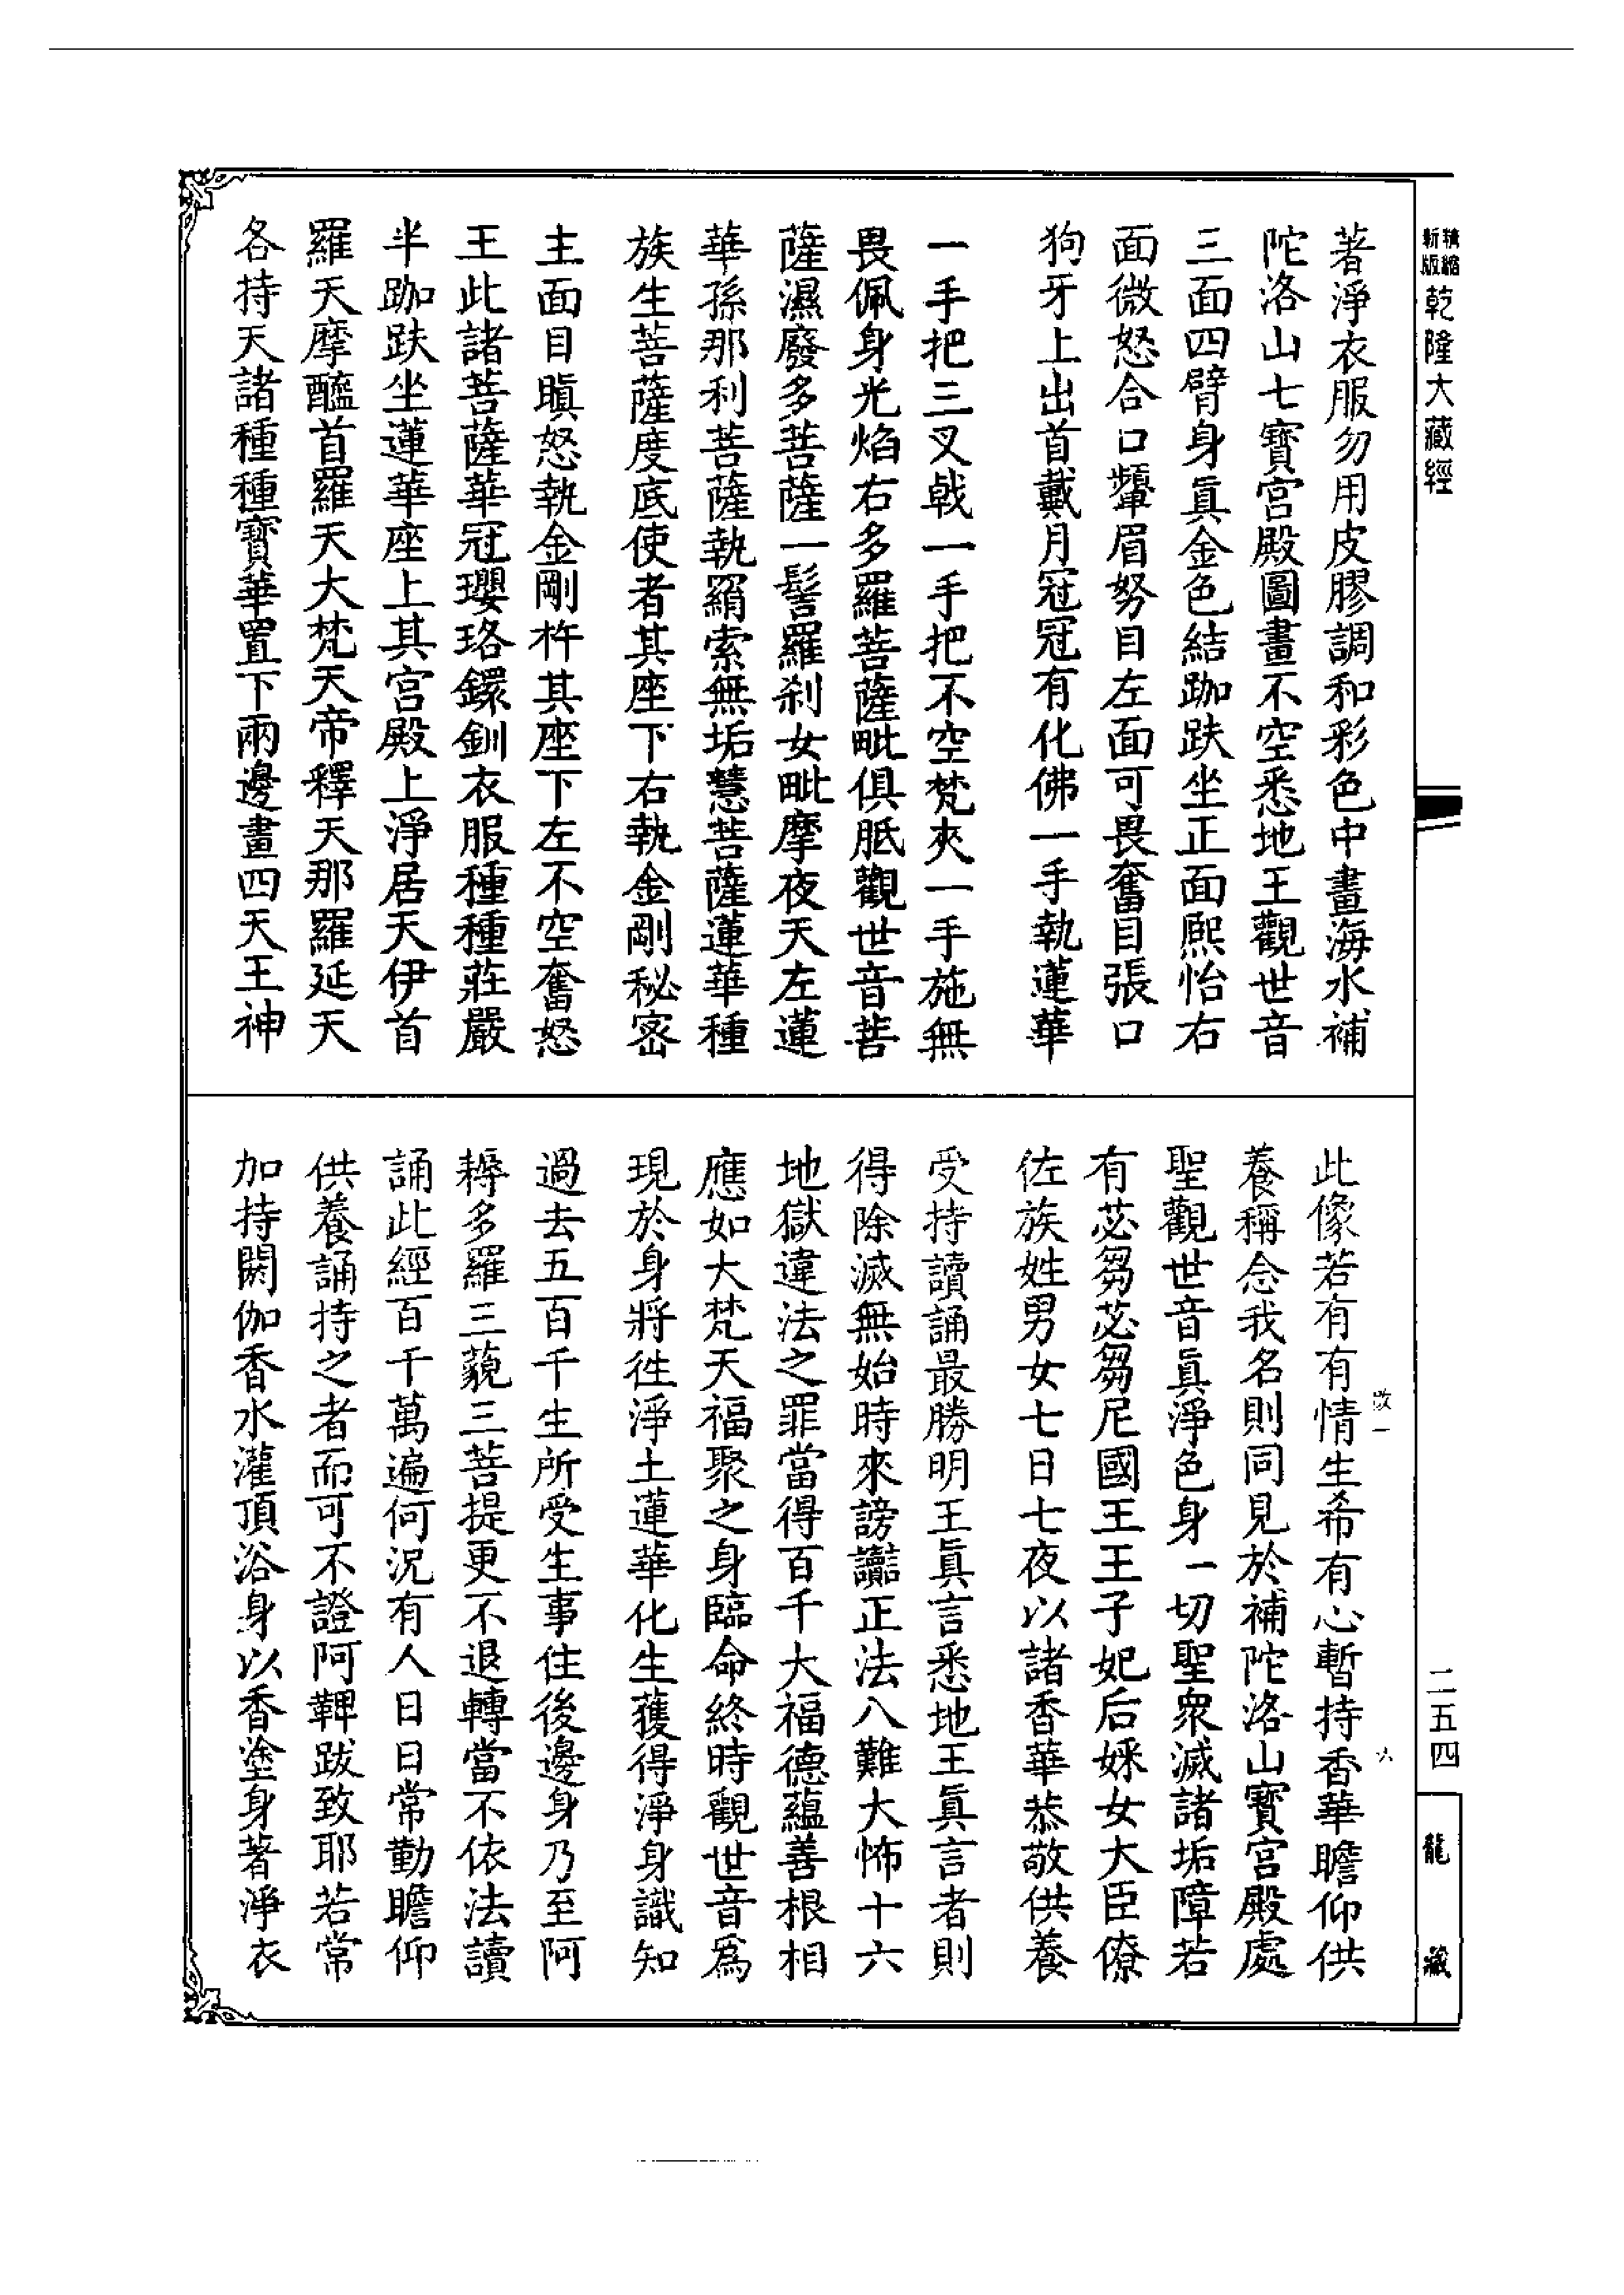 精縮
新版
乾隆大藏經
著淨衣服勿用皮膠調和彩色中畫海水補
陀洛山七寶宮殿圖畫不空悉地王觀世音
三面四臂身真金色結跏趺坐正面熙怡右
面微怒合口顰眉努目左面可畏奮目張口
狗牙上出首戴月冠冠有化佛一手執蓮華
一手把三叉戟一手把不空梵夾一手施無
畏佩身光焰右多羅菩薩毗俱胝觀世音菩
薩濕廢多菩薩一髻羅剎女毗摩夜天左蓮
華孫那利菩薩執羂索無垢慧菩薩蓮華種
族生菩薩度底使者其座下右執金剛秘密
主面目瞋怒執金剛杵其座下左不空奮怒
王此諸菩薩華冠瓔珞鐶釧衣服種種莊嚴
半跏趺坐蓮華座上其宮殿上淨居天伊首
羅天摩醯首羅天大梵天帝釋天那羅延天
各持天諸種種寶華置下兩邊畫四天王神
此像若有有情生希有心暫持香華瞻仰供
養稱念我名則同見於補陀洛山寶宮殿處
聖觀世音真淨色身一切聖眾滅諸垢障若
有苾芻苾芻尼國王王子妃后婇女大臣僚
佐族姓男女七日七夜以諸香華恭敬供養
受持讀誦最勝明王真言悉地王真言者則
得除滅無始時來謗讟正法八難大怖十六
地獄違法之罪當得百千大福德蘊善根相
應如大梵天福聚之身臨命終時觀世音為
現於身將往淨土蓮華化生獲得淨身識知
過去五百千生所受生事住後邊身乃至阿
耨多羅三藐三菩提更不退轉當不依法讀
誦此經百千萬遍何況有人日日常勤瞻仰
供養誦持之者而可不證阿鞞跋致耶若常
加持閼伽香水灌頂浴身以香塗身著淨衣
二五四
龍藏
六